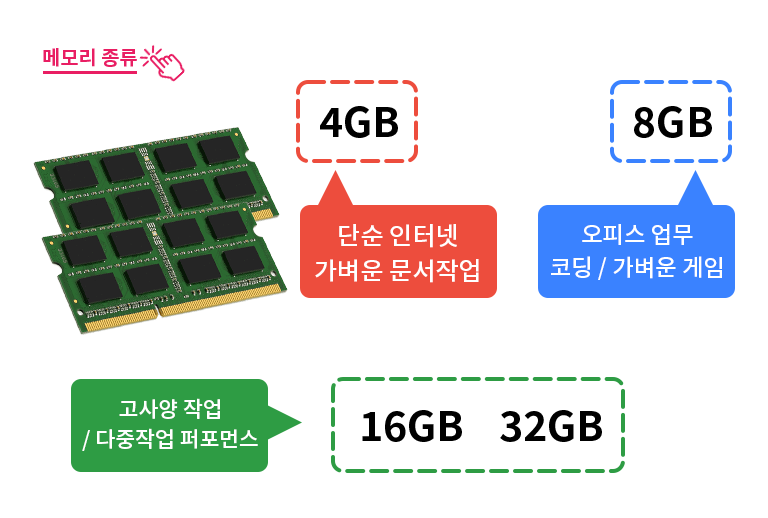 메모리 종류
4GB
8GB
단순 인터넷
가벼운 문서작업
오피스 업무
코딩 / 가벼운 게임
고사양 작업
/ 다중작업 퍼포먼스
16GB 32GB